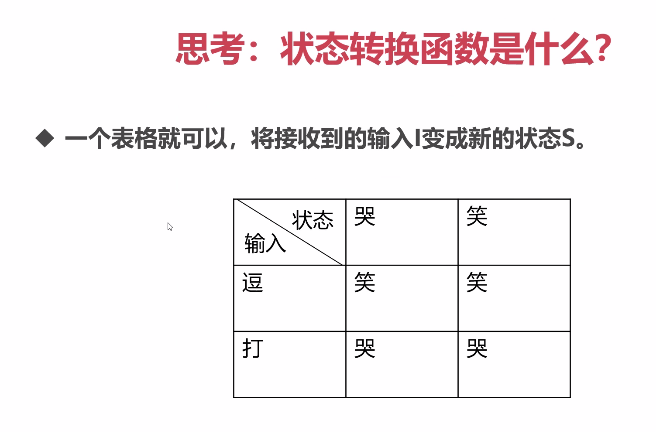 思考：状态转换函数是什么？
◆ 一个表格就可以，将接收到的输入I变成新的状态S。
状态 哭 笑
输入
逗 笑 笑
打 哭 哭